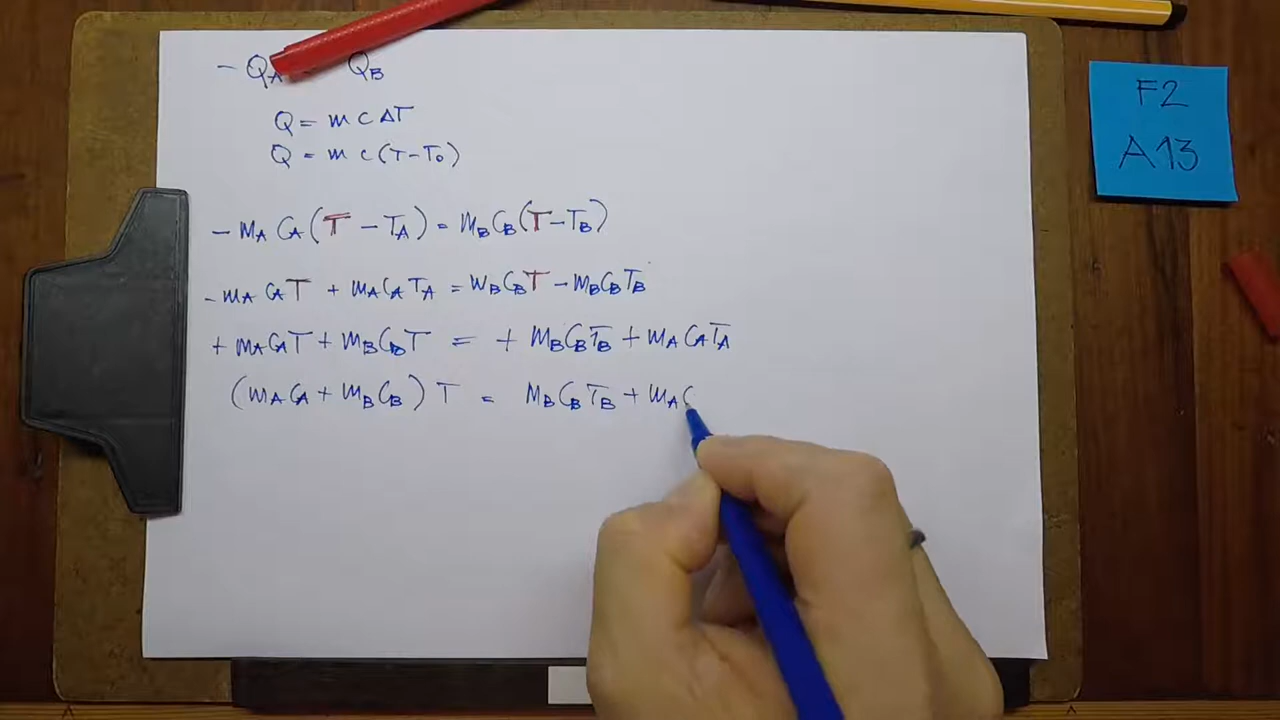 - QA QB
Q = m c ΔT
Q = m c (T-T0)
- mA CA (T - TA) = mB CB (T-TB)
- mA CA T + mA CA TA = mB CB T - mB CB TB
+ mA CA T + mB CB T = + mB CB TB + mA CA TA
(mA CA + mB CB) T = mB CB TB + mA C
F2
A13